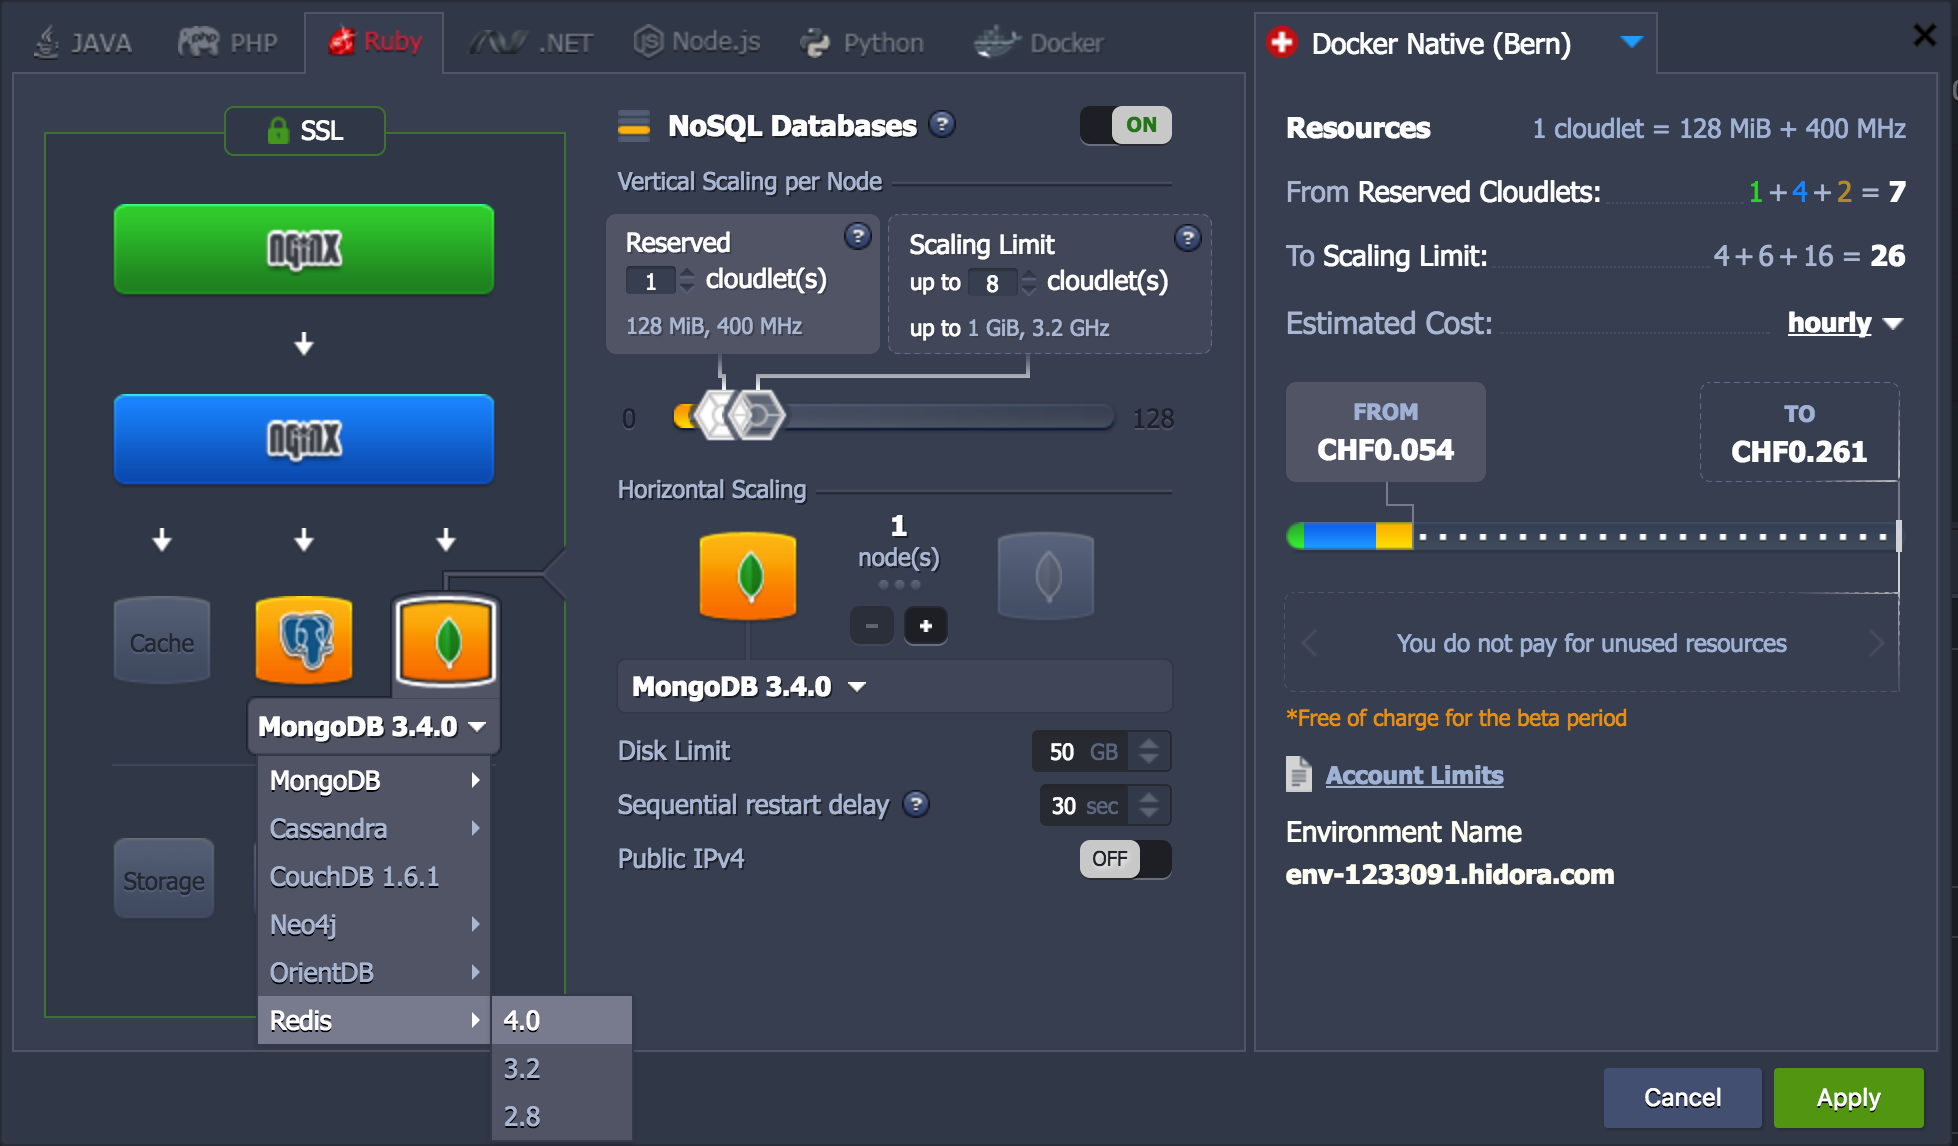 JAVA
PHP
Ruby
.NET
Node.js
Python
Docker
Docker Native (Bern)
SSL
NGINX
NGINX
Cache
MongoDB 3.4.0
MongoDB
Cassandra
CouchDB 1.6.1
Neo4j
OrientDB
Redis
4.0
3.2
2.8
Storage
NoSQL Databases ?
ON
Vertical Scaling per Node
Reserved ?
1 cloudlet(s)
128 MiB, 400 MHz
Scaling Limit ?
up to 8 cloudlet(s)
up to 1 GiB, 3.2 GHz
0
128
Horizontal Scaling
1
node(s)
MongoDB 3.4.0
Disk Limit 50 GB
Sequential restart delay ? 30 sec
Public IPv4 OFF
Resources 1 cloudlet = 128 MiB + 400 MHz
From Reserved Cloudlets: 1 + 4 + 2 = 7
To Scaling Limit: 4 + 6 + 16 = 26
Estimated Cost: hourly
FROM
CHF0.054
TO
CHF0.261
You do not pay for unused resources
*Free of charge for the beta period
Account Limits
Environment Name
env-1233091.hidora.com
Cancel
Apply